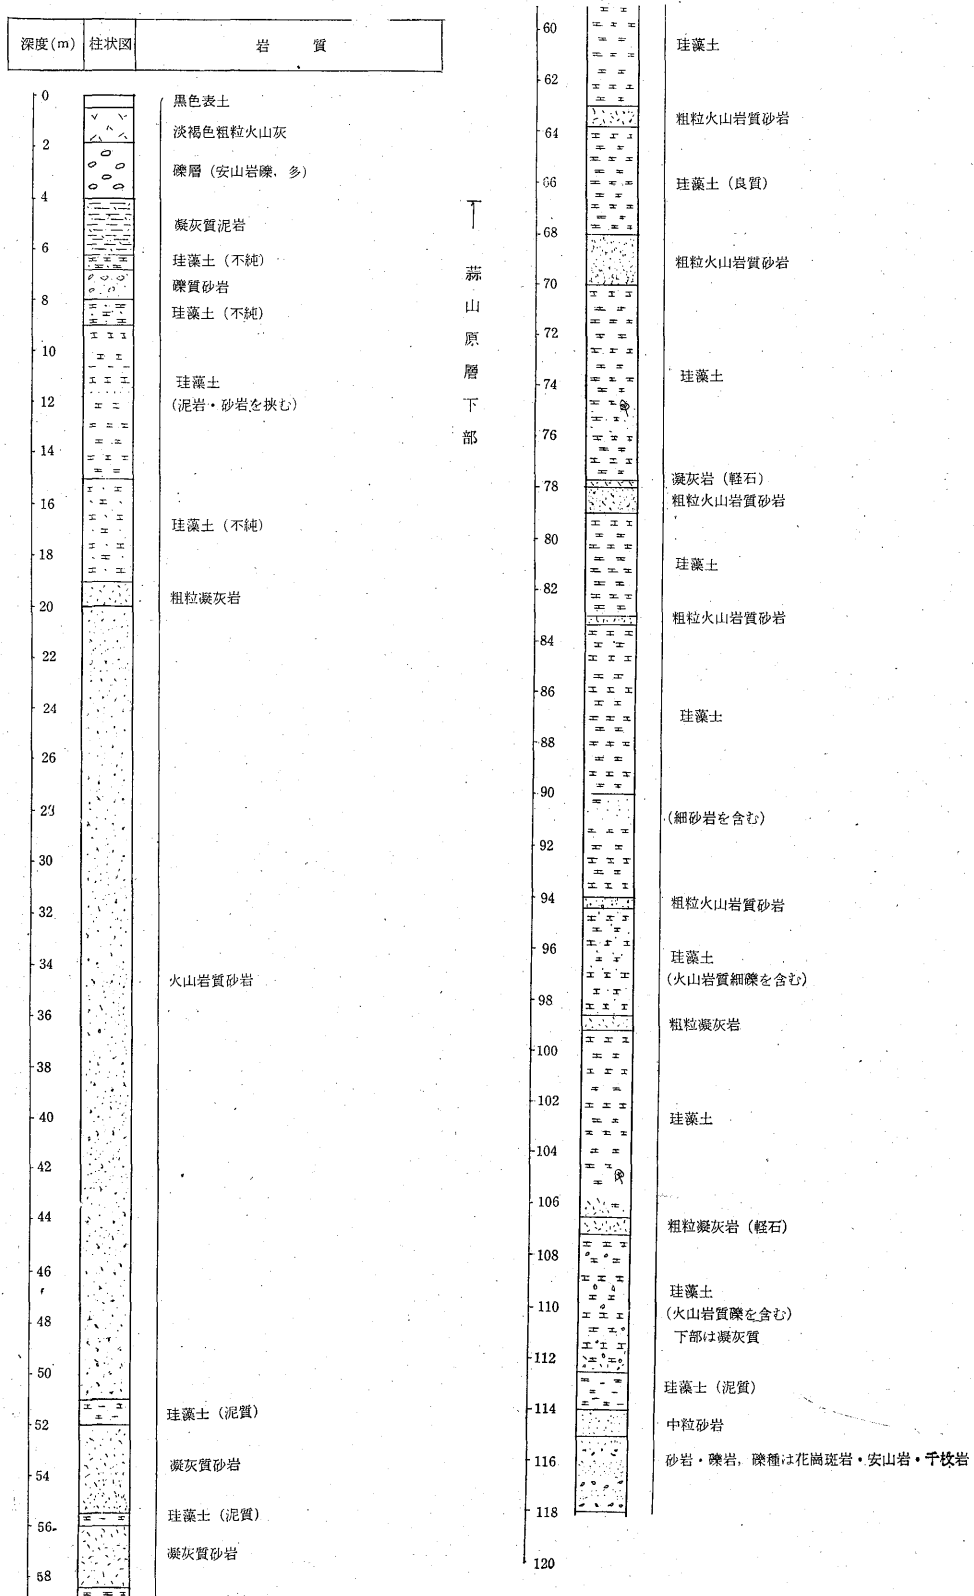 深度(m) 柱状図 岩質
0
黒色表土
淡褐色粗粒火山灰
2
礫層(安山岩礫，多)
4
凝灰質泥岩
6
珪藻土(不純)
礫質砂岩
8
珪藻土(不純)
10
珪藻土
12
(泥岩・砂岩を挟む)
14
16
珪藻土(不純)
18
粗粒凝灰岩
20
22
24
26
28
30
32
34
火山岩質砂岩
36
38
40
42
44
46
48
50
珪藻土(泥質)
52
凝灰質砂岩
54
珪藻土(泥質)
56
凝灰質砂岩
58
蒜山原層下部
60
珪藻土
62
粗粒火山岩質砂岩
64
66
珪藻土(良質)
68
粗粒火山岩質砂岩
70
72
74
珪藻土
76
凝灰岩(軽石)
78
粗粒火山岩質砂岩
80
珪藻土
82
粗粒火山岩質砂岩
84
86
珪藻土
88
90
(細砂岩を含む)
92
94
粗粒火山岩質砂岩
96
珪藻土
(火山岩質細礫を含む)
98
粗粒凝灰岩
100
102
珪藻土
104
106
粗粒凝灰岩(軽石)
108
珪藻土
110
(火山岩質礫を含む)
下部は凝灰質
112
珪藻土(泥質)
114
中粒砂岩
116
砂岩・礫岩，礫種は花崗斑岩・安山岩・千枚岩
118
120